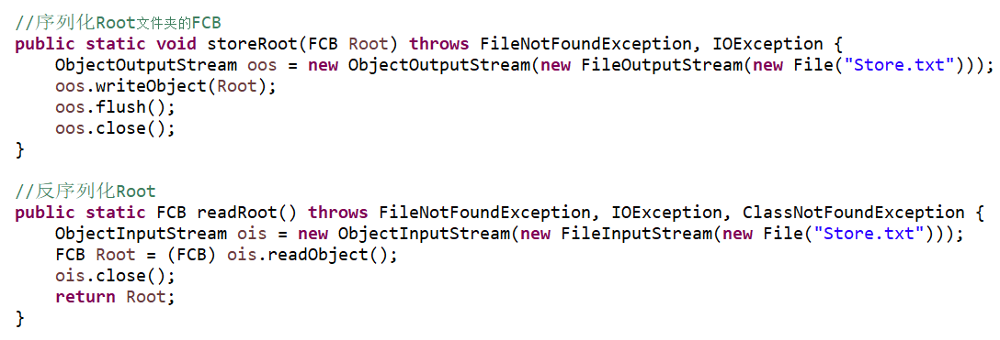 //序列化Root文件夹的FCB
public static void storeRoot(FCB Root) throws FileNotFoundException, IOException {
    ObjectOutputStream oos = new ObjectOutputStream(new FileOutputStream(new File("Store.txt")));
    oos.writeObject(Root);
    oos.flush();
    oos.close();
}
//反序列化Root
public static FCB readRoot() throws FileNotFoundException, IOException, ClassNotFoundException {
    ObjectInputStream ois = new ObjectInputStream(new FileInputStream(new File("Store.txt")));
    FCB Root = (FCB) ois.readObject();
    ois.close();
    return Root;
}